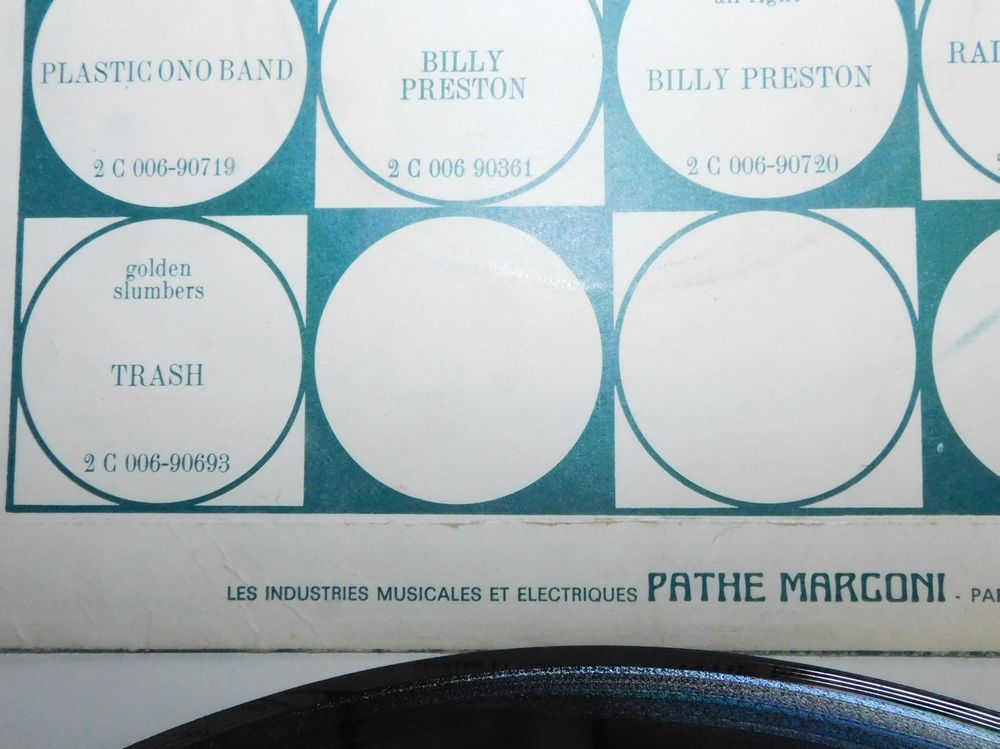 PLASTIC ONO BAND
2 C 006-90719
BILLY
PRESTON
2 C 006 90361
BILLY PRESTON
2 C 006-90720
golden
slumbers
TRASH
2 C 006-90693
LES INDUSTRIES MUSICALES ET ELECTRIQUES PATHE MARCONI -